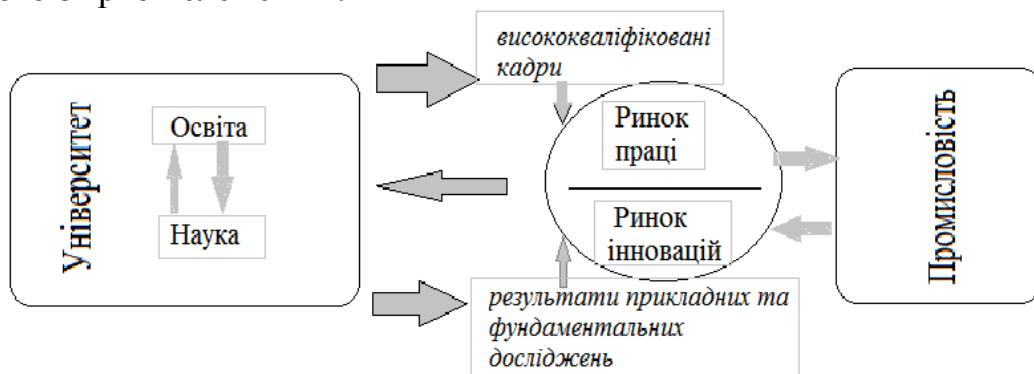 Університет
Освіта
Наука
висококваліфіковані
кадри
Ринок
праці
Ринок
інновацій
результати прикладних та
фундаментальних
досліджень
Промисловість